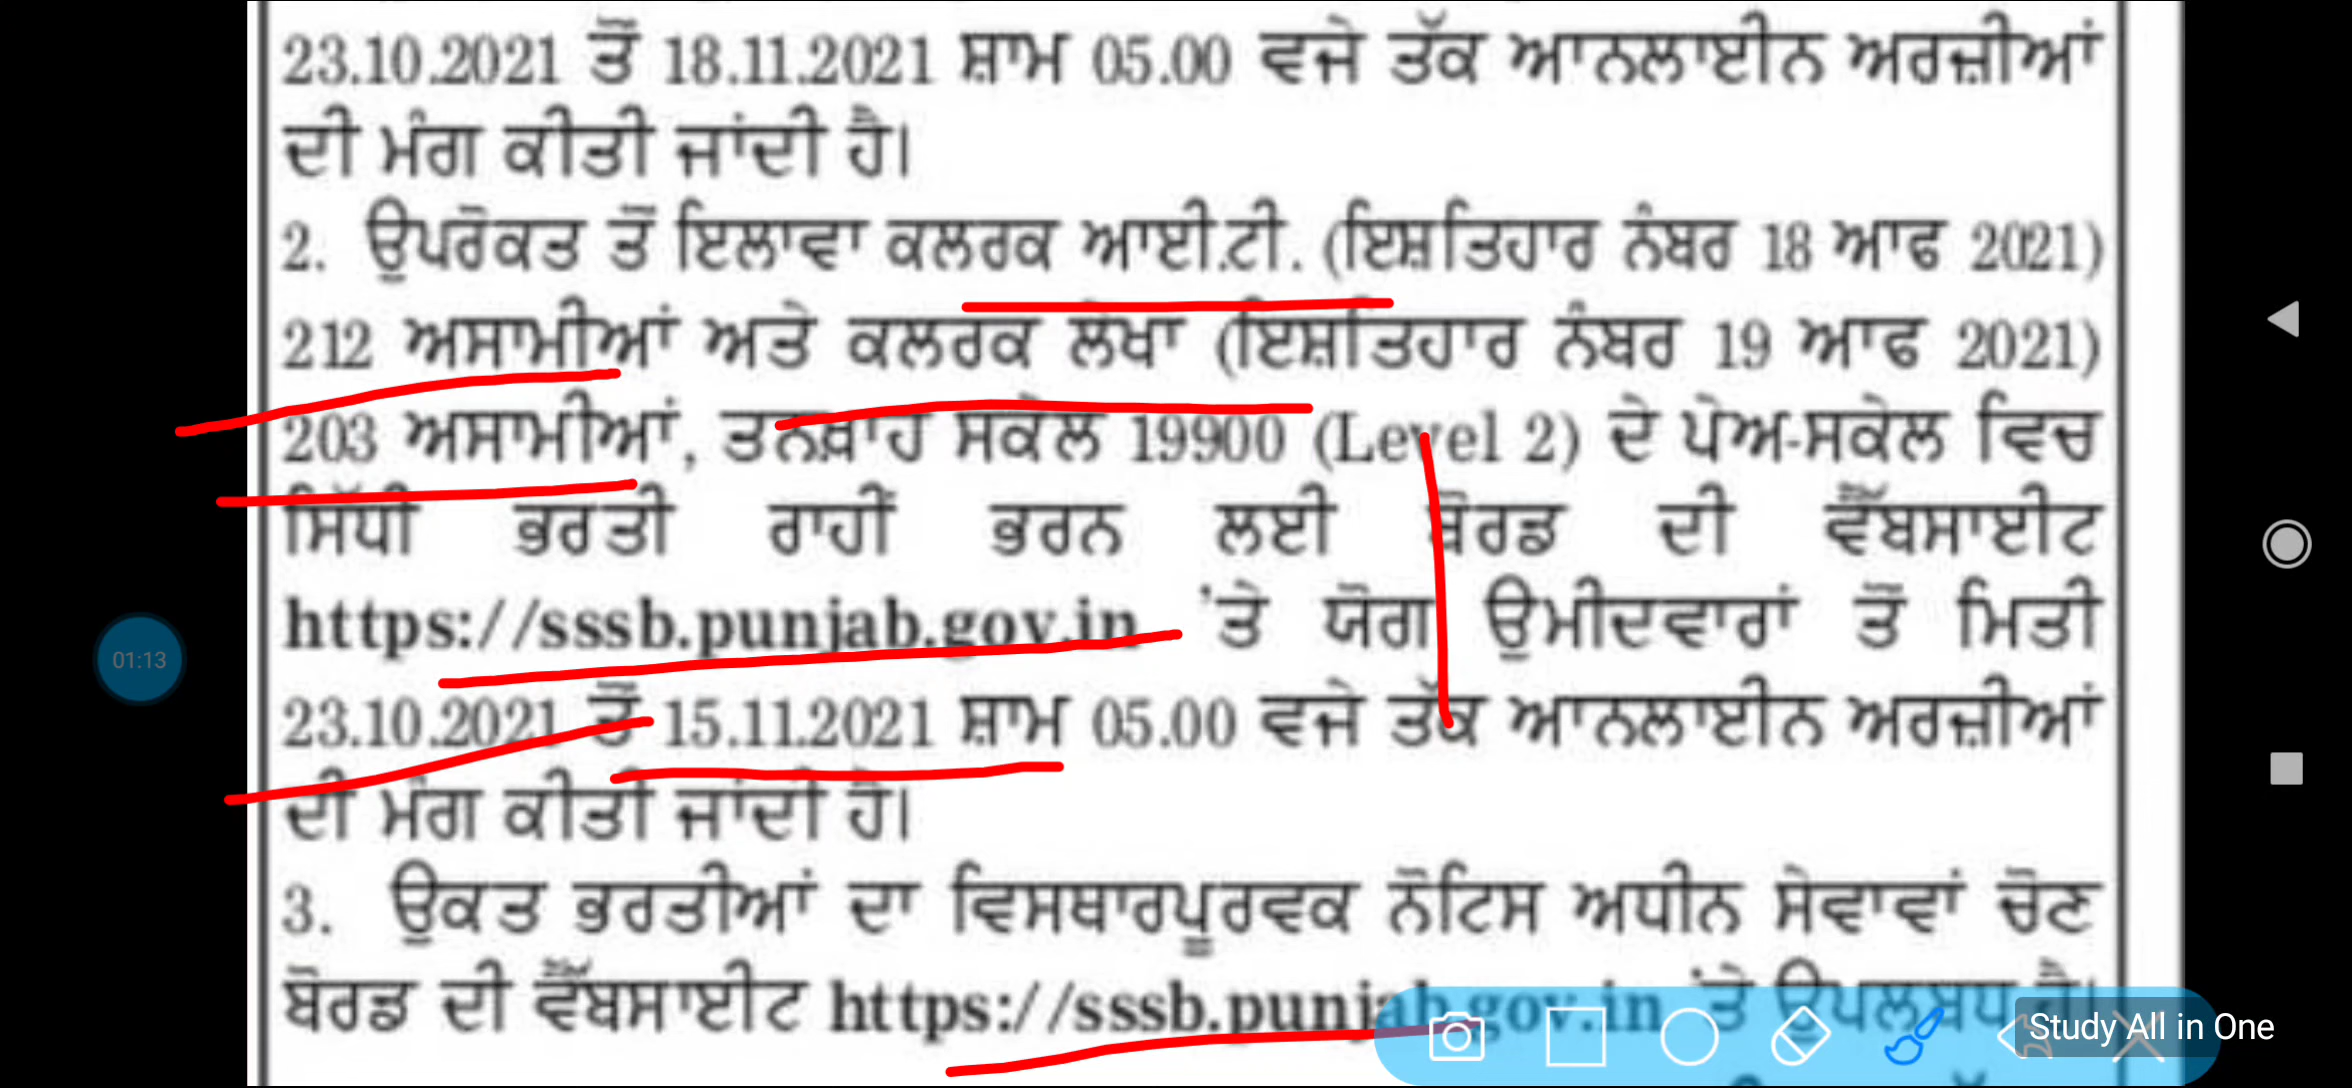 23.10.2021 ਤੋਂ 18.11.2021 ਸ਼ਾਮ 05.00 ਵਜੇ ਤੱਕ ਆਨਲਾਈਨ ਅਰਜ਼ੀਆਂ
ਦੀ ਮੰਗ ਕੀਤੀ ਜਾਂਦੀ ਹੈ।
2. ਉਪਰੋਕਤ ਤੋਂ ਇਲਾਵਾ ਕਲਰਕ ਆਈ.ਟੀ. (ਇਸ਼ਤਿਹਾਰ ਨੰਬਰ 18 ਆਫ 2021)
212 ਅਸਾਮੀਆਂ ਅਤੇ ਕਲਰਕ ਲੇਖਾ (ਇਸ਼ਤਿਹਾਰ ਨੰਬਰ 19 ਆਫ 2021)
203 ਅਸਾਮੀਆਂ, ਤਨਖ਼ਾਹ ਸਕੇਲ 19900 (Level 2) ਦੇ ਪੇਅ-ਸਕੇਲ ਵਿਚ
ਸਿੱਧੀ ਭਰਤੀ ਰਾਹੀਂ ਭਰਨ ਲਈ ਬੋਰਡ ਦੀ ਵੈੱਬਸਾਈਟ
https://sssb.punjab.gov.in 'ਤੇ ਯੋਗ ਉਮੀਦਵਾਰਾਂ ਤੋਂ ਮਿਤੀ
23.10.2021 ਤੋਂ 15.11.2021 ਸ਼ਾਮ 05.00 ਵਜੇ ਤੱਕ ਆਨਲਾਈਨ ਅਰਜ਼ੀਆਂ
ਦੀ ਮੰਗ ਕੀਤੀ ਜਾਂਦੀ ਹੈ।
3. ਉਕਤ ਭਰਤੀਆਂ ਦਾ ਵਿਸਥਾਰਪੂਰਵਕ ਨੋਟਿਸ ਅਧੀਨ ਸੇਵਾਵਾਂ ਚੋਣ
ਬੋਰਡ ਦੀ ਵੈੱਬਸਾਈਟ https://sssb.punjab.gov.in 'ਤੇ ਉਪਲਬਧ ਹੈ।
01:13
Study All in One